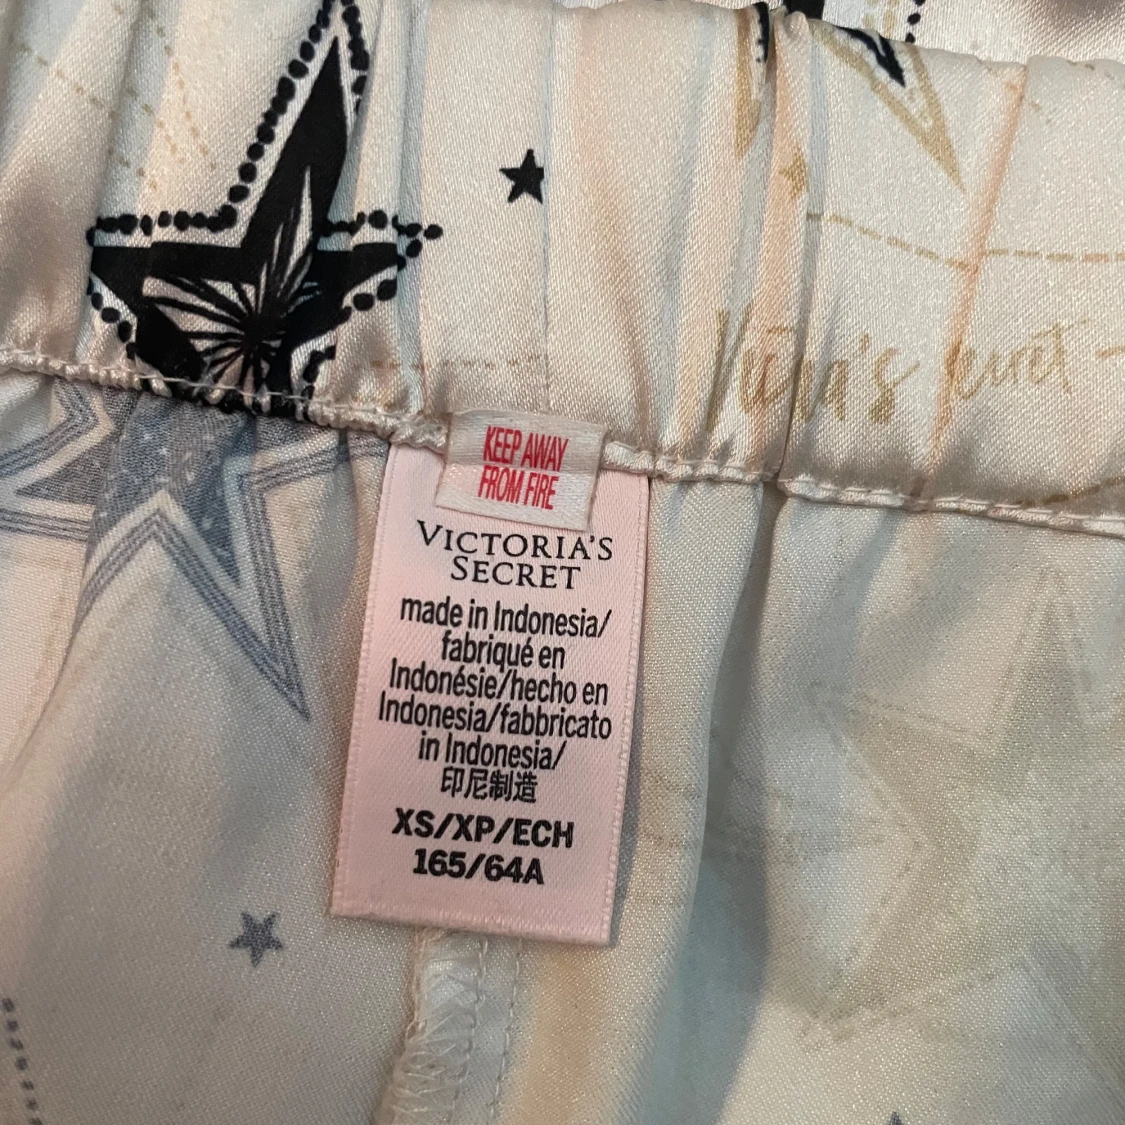 KEEP AWAY
FROM FIRE
VICTORIA'S
SECRET
made in Indonesia/
fabriqué en
Indonésie/hecho en
Indonesia/fabbricato
in Indonesia/
印尼制造
XS/XP/ECH
165/64A